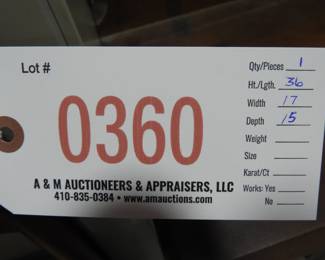 Lot #
0360
A & M AUCTIONEERS & APPRAISERS, LLC
410-835-0384 • www.amauctions.com
Qty/Pieces 1
Ht./Lgth. 36
Width 17
Depth 15
Weight
Size
Karat/Ct
Works: Yes
No